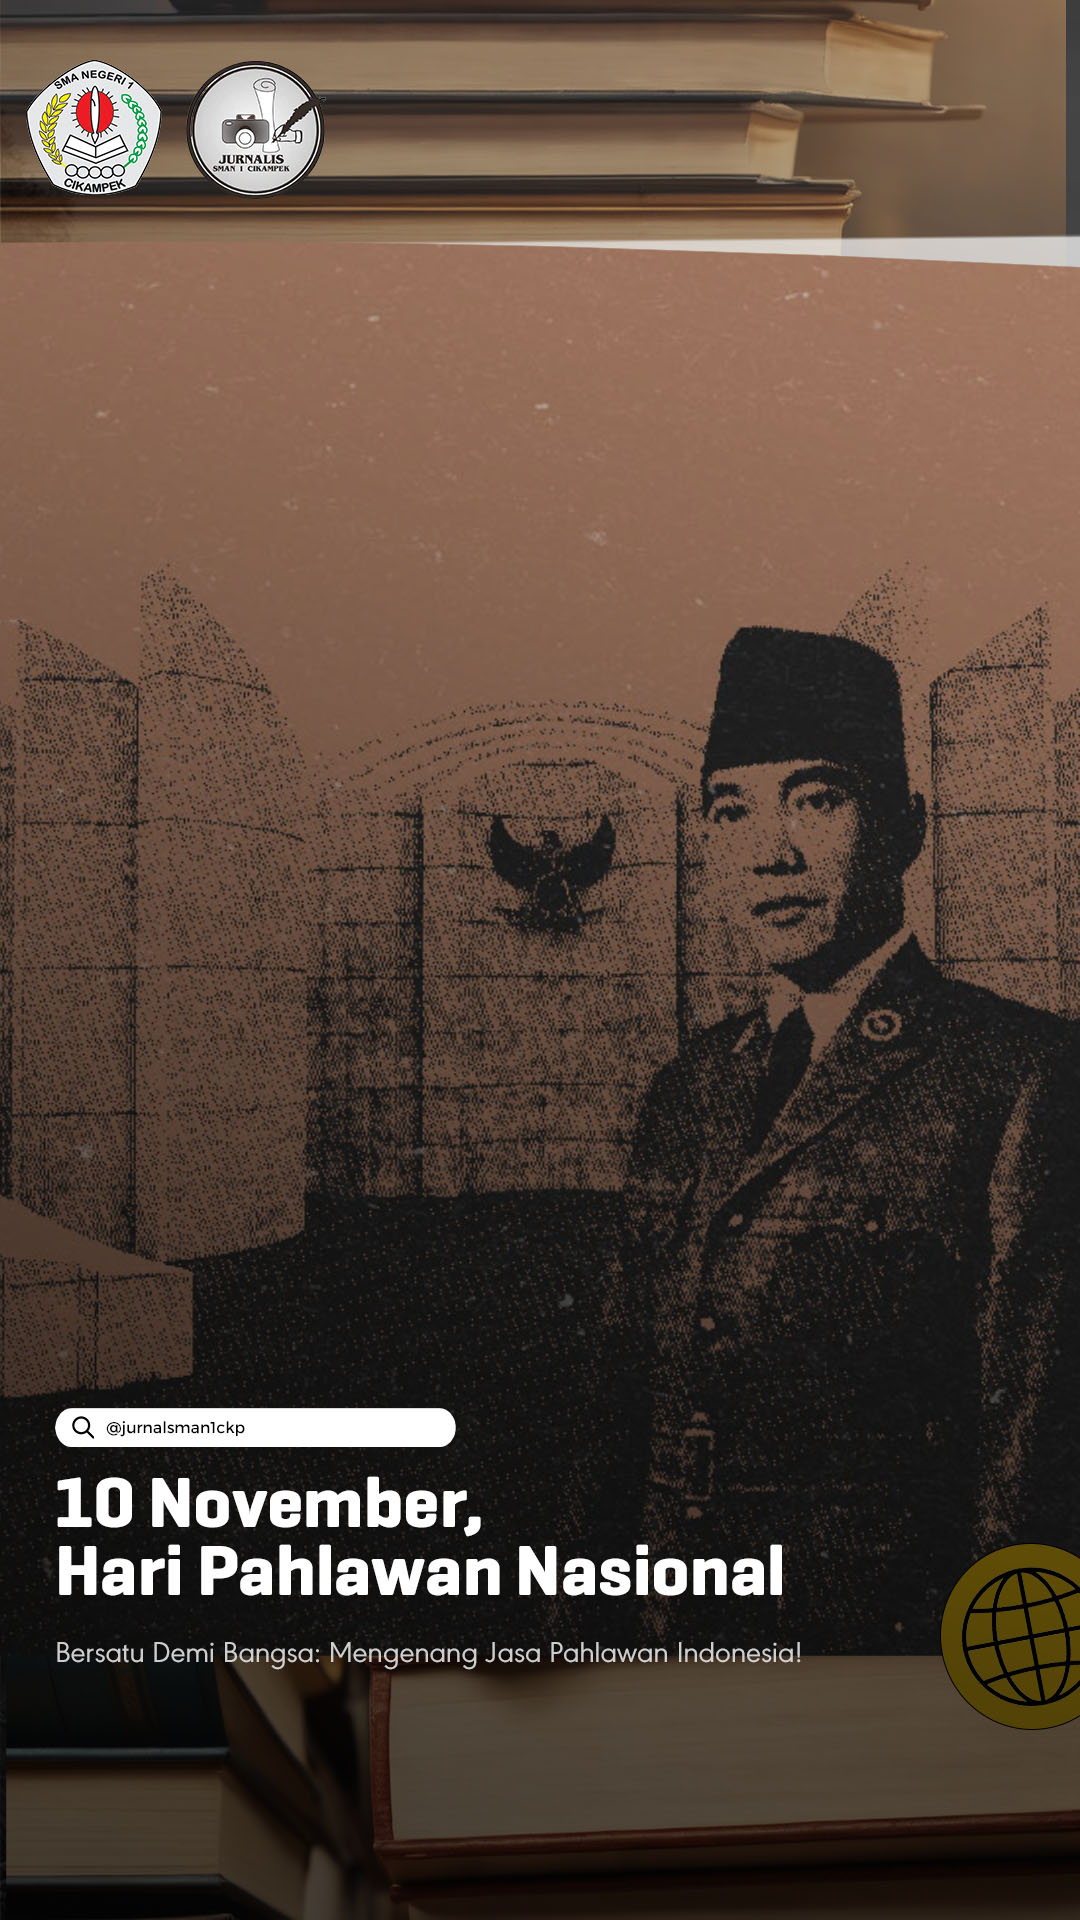 SMA NEGERI 1
CIKAMPEK
JURNALIS
SMAN 1 CIKAMPEK
@jurnalsman1ckp
10 November,
Hari Pahlawan Nasional
Bersatu Demi Bangsa: Mengenang Jasa Pahlawan Indonesia!